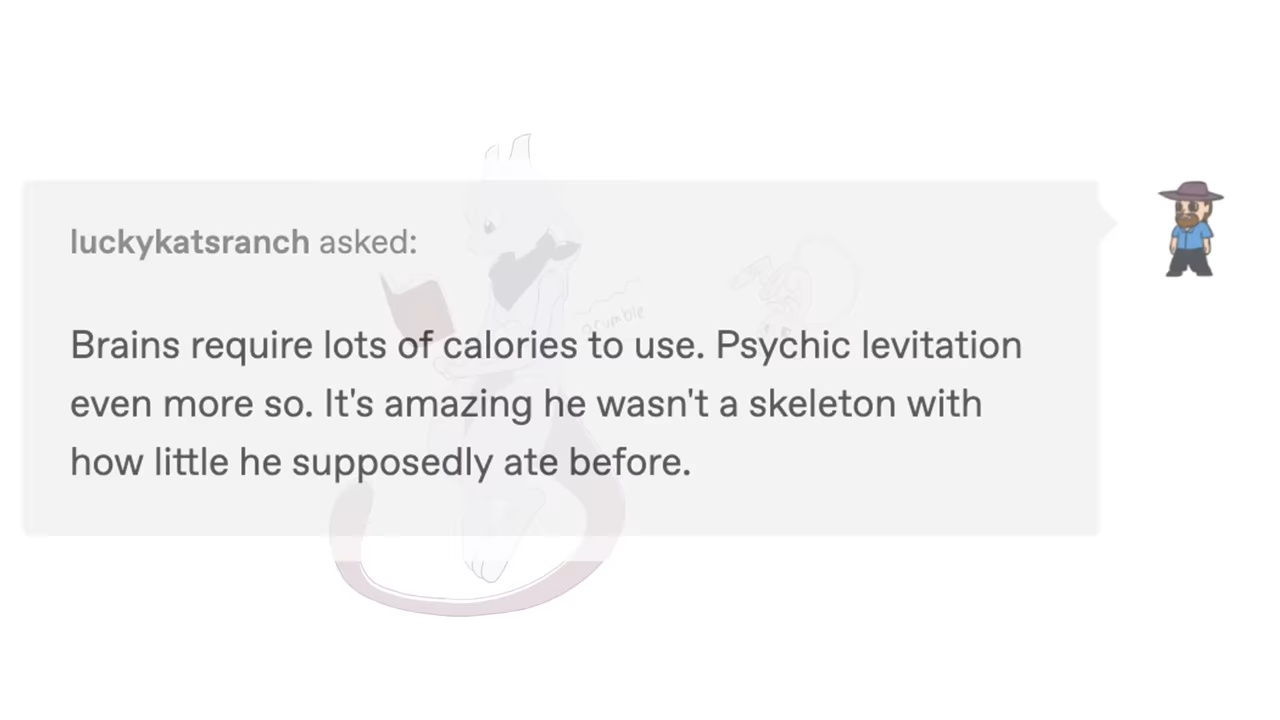 luckykatsranch asked:
grumble
Brains require lots of calories to use. Psychic levitation
even more so. It's amazing he wasn't a skeleton with
how little he supposedly ate before.